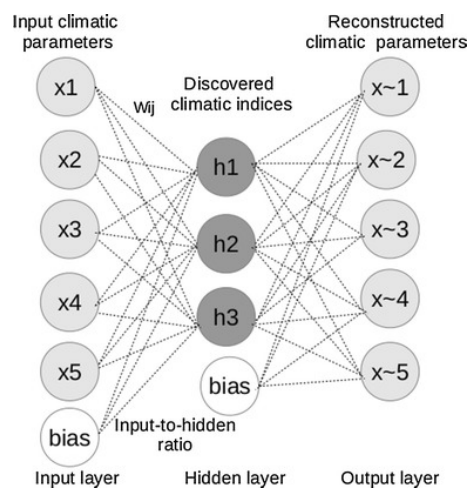 Input climatic
parameters
Reconstructed
climatic parameters
Discovered
climatic indices
Wij
x1
x2
x3
x4
x5
bias
h1
h2
h3
bias
x~1
x~2
x~3
x~4
x~5
Input-to-hidden
ratio
Input layer
Hidden layer
Output layer